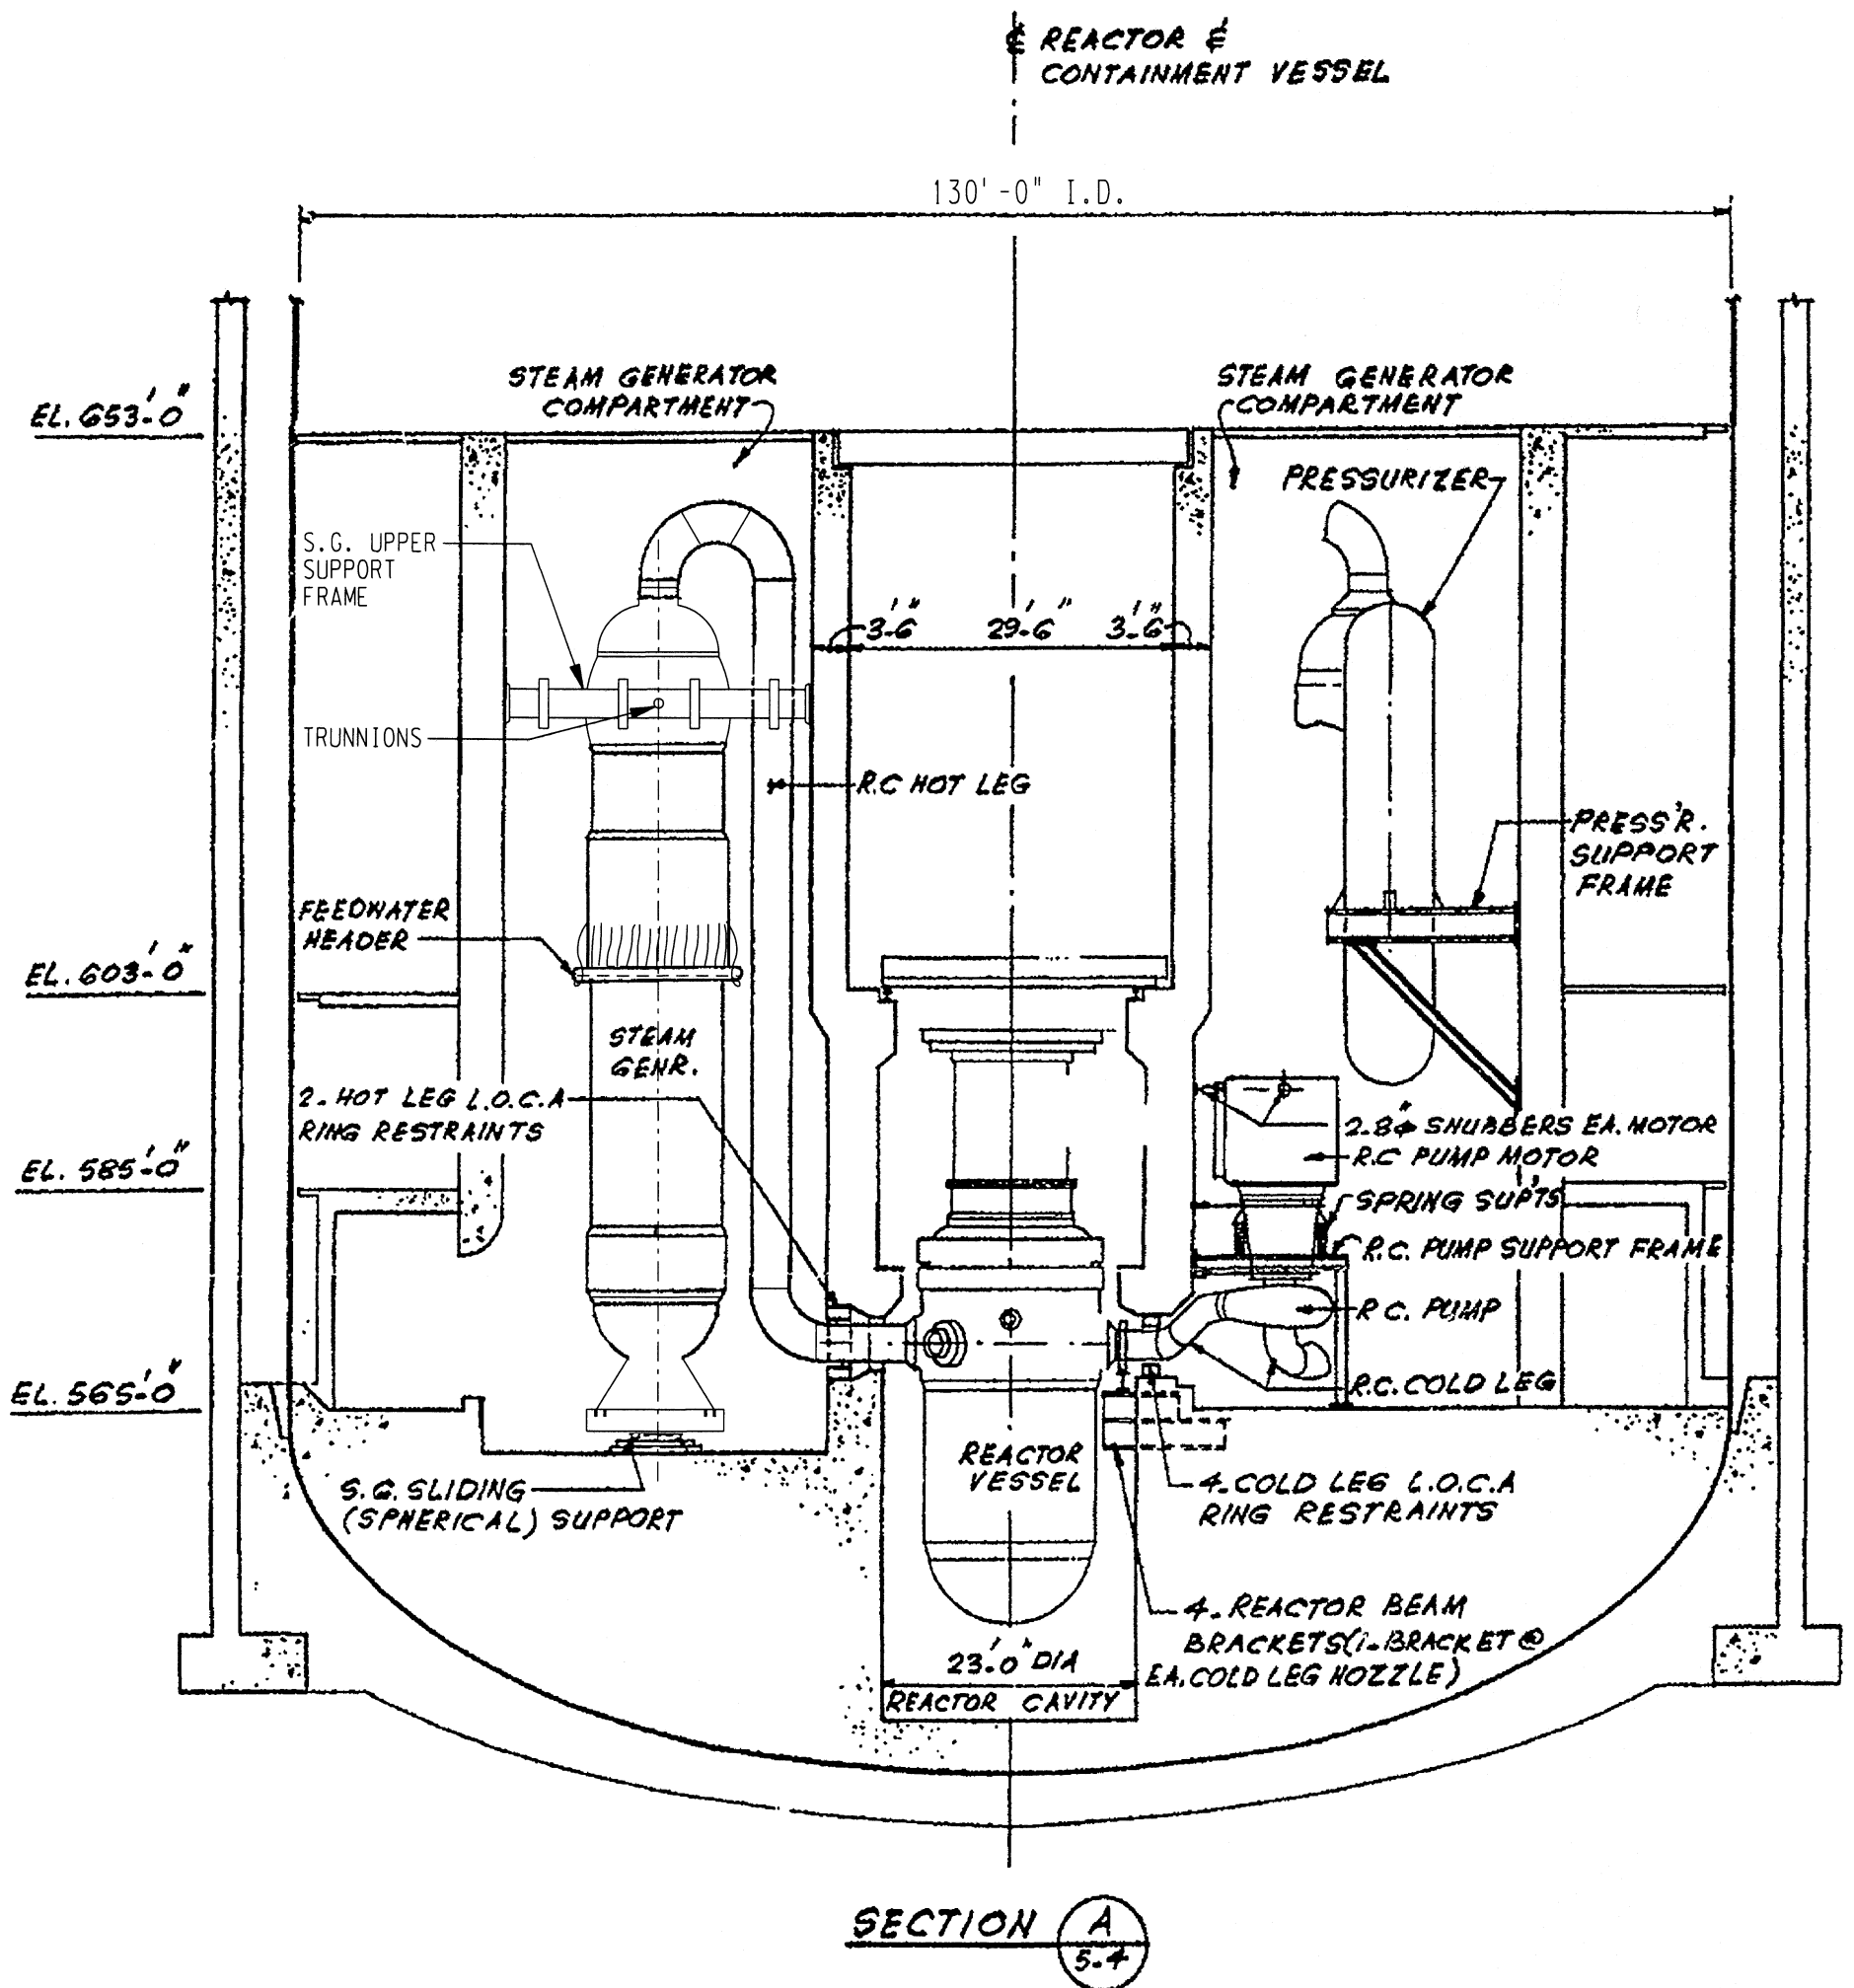 ℄ REACTOR &
CONTAINMENT VESSEL
130'-0" I.D.
STEAM GENERATOR
COMPARTMENT
STEAM GENERATOR
COMPARTMENT
EL. 653'-0"
PRESSURIZER
S.G. UPPER
SUPPORT
FRAME
3'-6"
29'-6"
3'-6"
TRUNNIONS
R.C HOT LEG
PRESS'R.
SUPPORT
FRAME
FEEDWATER
HEADER
EL. 603'-0"
STEAM
GENR.
2-HOT LEG L.O.C.A
RING RESTRAINTS
2-8"ϕ SNUBBERS EA. MOTOR
R.C PUMP MOTOR
EL. 585'-0"
SPRING SUP'TS
R.C. PUMP SUPPORT FRAME
R.C. PUMP
EL. 565'-0"
R.C. COLD LEG
REACTOR
VESSEL
S.G. SLIDING
(SPHERICAL) SUPPORT
4-COLD LEG L.O.C.A
RING RESTRAINTS
4-REACTOR BEAM
BRACKETS (1-BRACKET @
EA. COLD LEG NOZZLE)
23'-0" DIA
REACTOR CAVITY
SECTION A
5-4